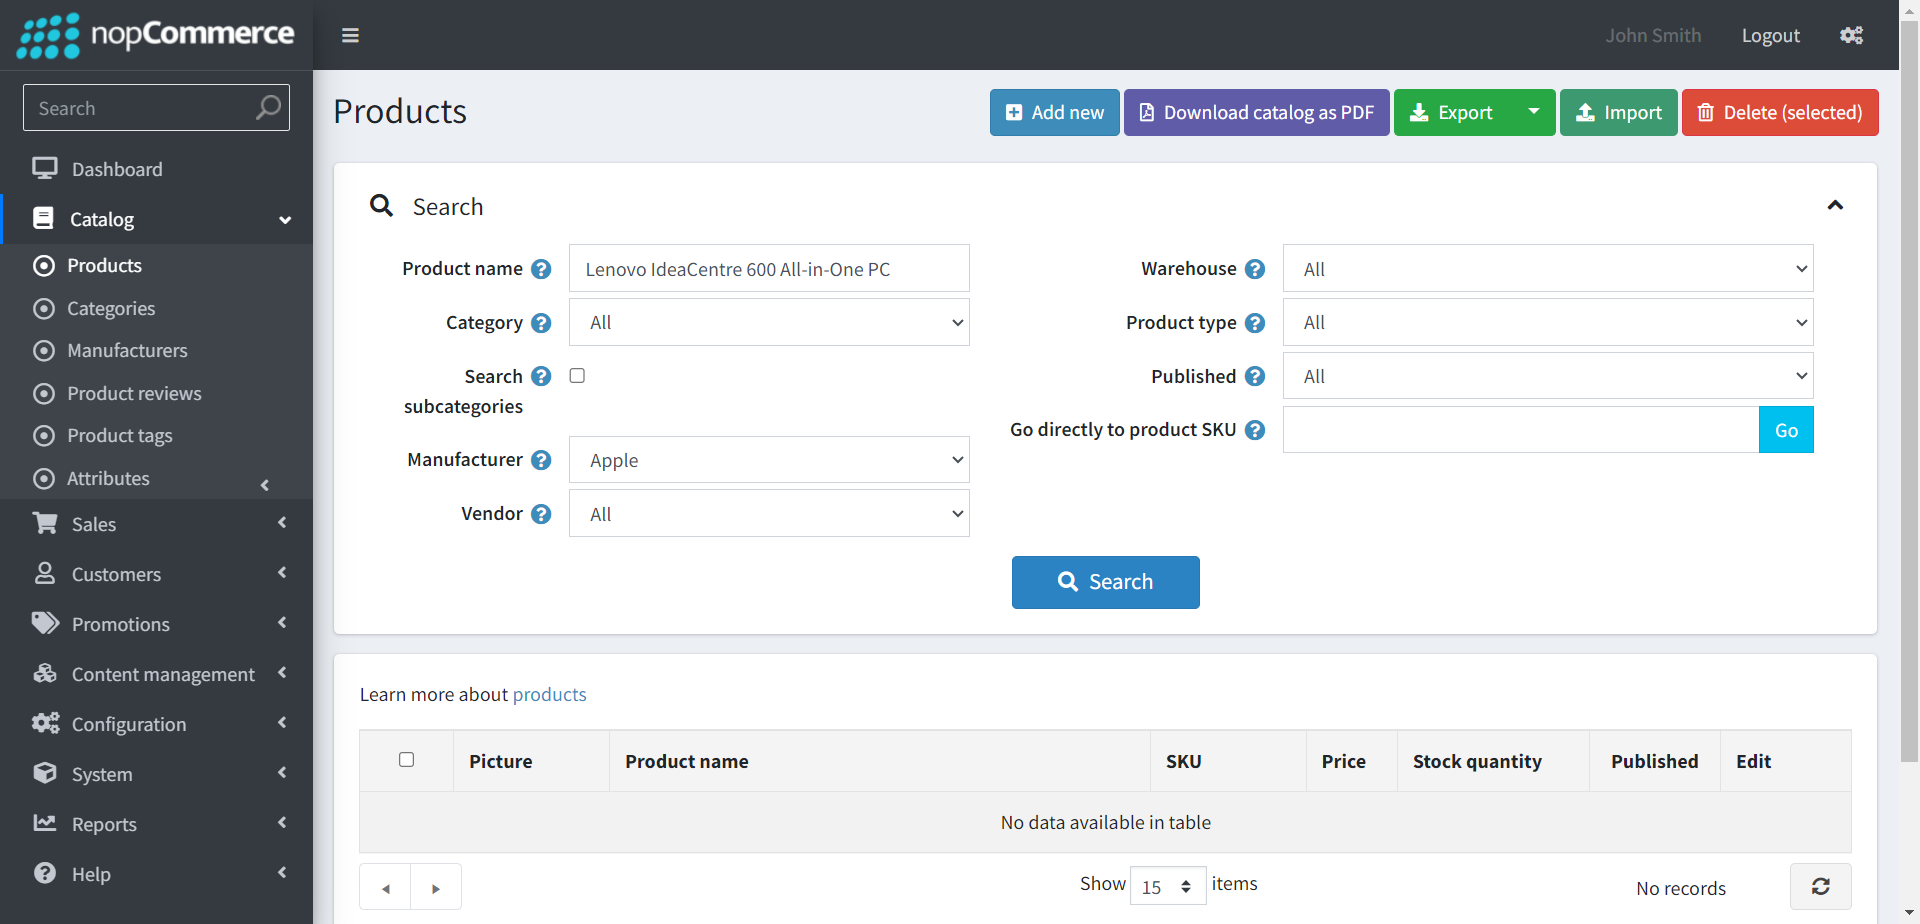 nopCommerce
John Smith
Logout
Search
Dashboard
Catalog
Products
Categories
Manufacturers
Product reviews
Product tags
Attributes
Sales
Customers
Promotions
Content management
Configuration
System
Reports
Help
Products
Add new
Download catalog as PDF
Export
Import
Delete (selected)
Search
Product name
Lenovo IdeaCentre 600 All-in-One PC
Category
All
Search
subcategories
Manufacturer
Apple
Vendor
All
Warehouse
All
Product type
All
Published
All
Go directly to product SKU
Go
Search
Learn more about products
Picture
Product name
SKU
Price
Stock quantity
Published
Edit
No data available in table
Show 15 items
No records